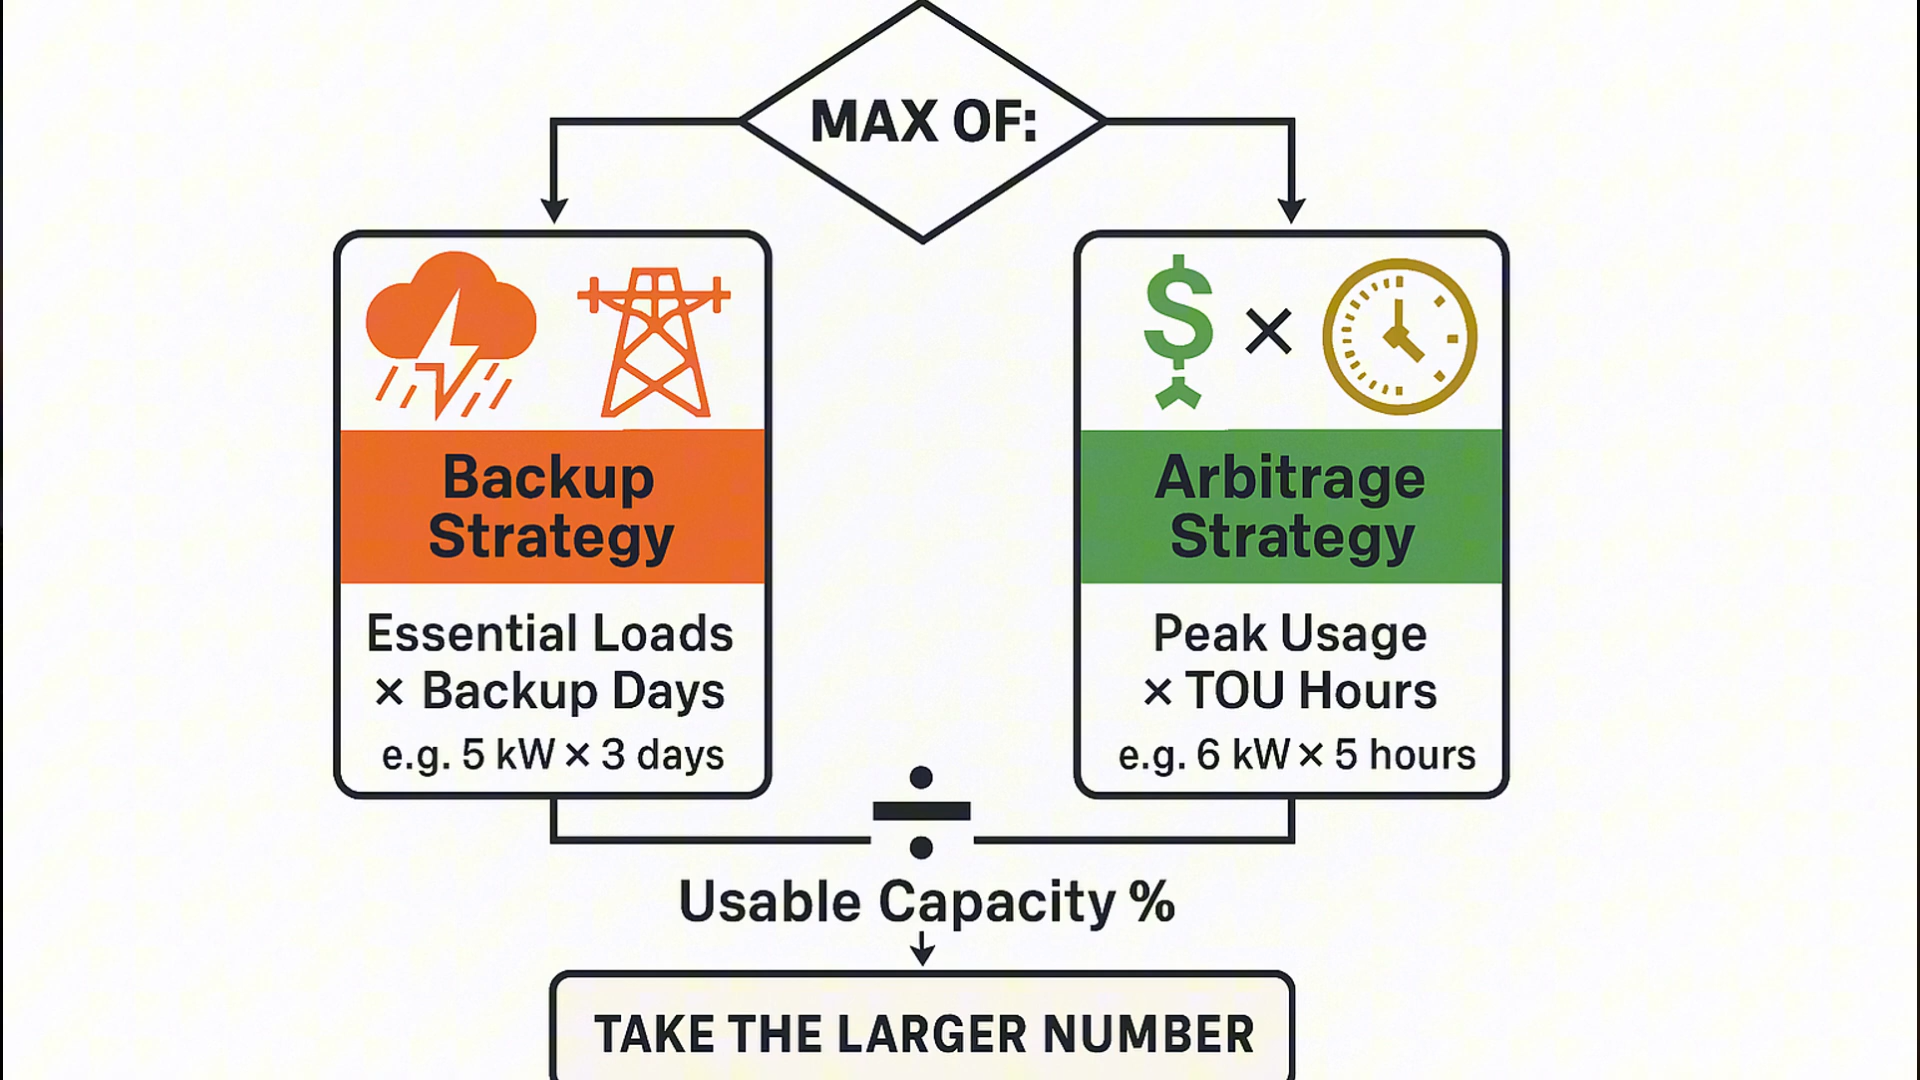 MAX OF:
Backup
Strategy
Essential Loads
× Backup Days
e.g. 5 kW × 3 days
$ ×
Arbitrage
Strategy
Peak Usage
× TOU Hours
e.g. 6 kW × 5 hours
÷
Usable Capacity %
TAKE THE LARGER NUMBER